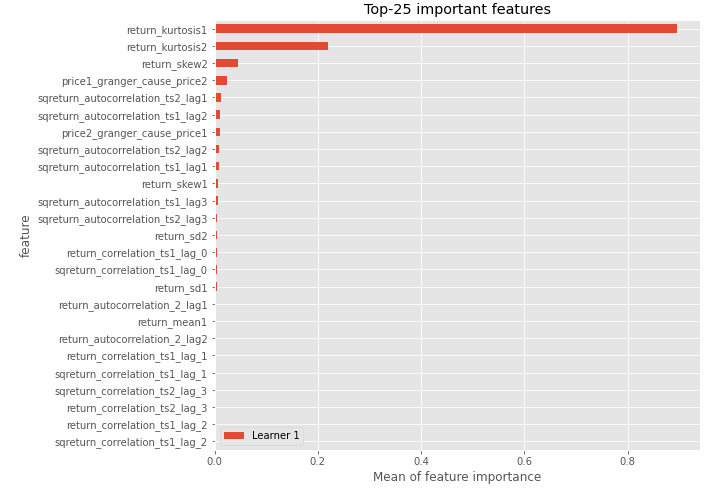 Top-25 important features
return_kurtosis1
return_kurtosis2
return_skew2
price1_granger_cause_price2
sqreturn_autocorrelation_ts2_lag1
sqreturn_autocorrelation_ts1_lag2
price2_granger_cause_price1
sqreturn_autocorrelation_ts2_lag2
sqreturn_autocorrelation_ts1_lag1
return_skew1
sqreturn_autocorrelation_ts1_lag3
sqreturn_autocorrelation_ts2_lag3
return_sd2
return_correlation_ts1_lag_0
sqreturn_correlation_ts1_lag_0
return_sd1
return_autocorrelation_2_lag1
return_mean1
return_autocorrelation_2_lag2
return_correlation_ts1_lag_1
sqreturn_correlation_ts1_lag_1
sqreturn_correlation_ts2_lag_3
return_correlation_ts2_lag_3
return_correlation_ts1_lag_2
sqreturn_correlation_ts1_lag_2
feature
Learner 1
0.0 0.2 0.4 0.6 0.8
Mean of feature importance